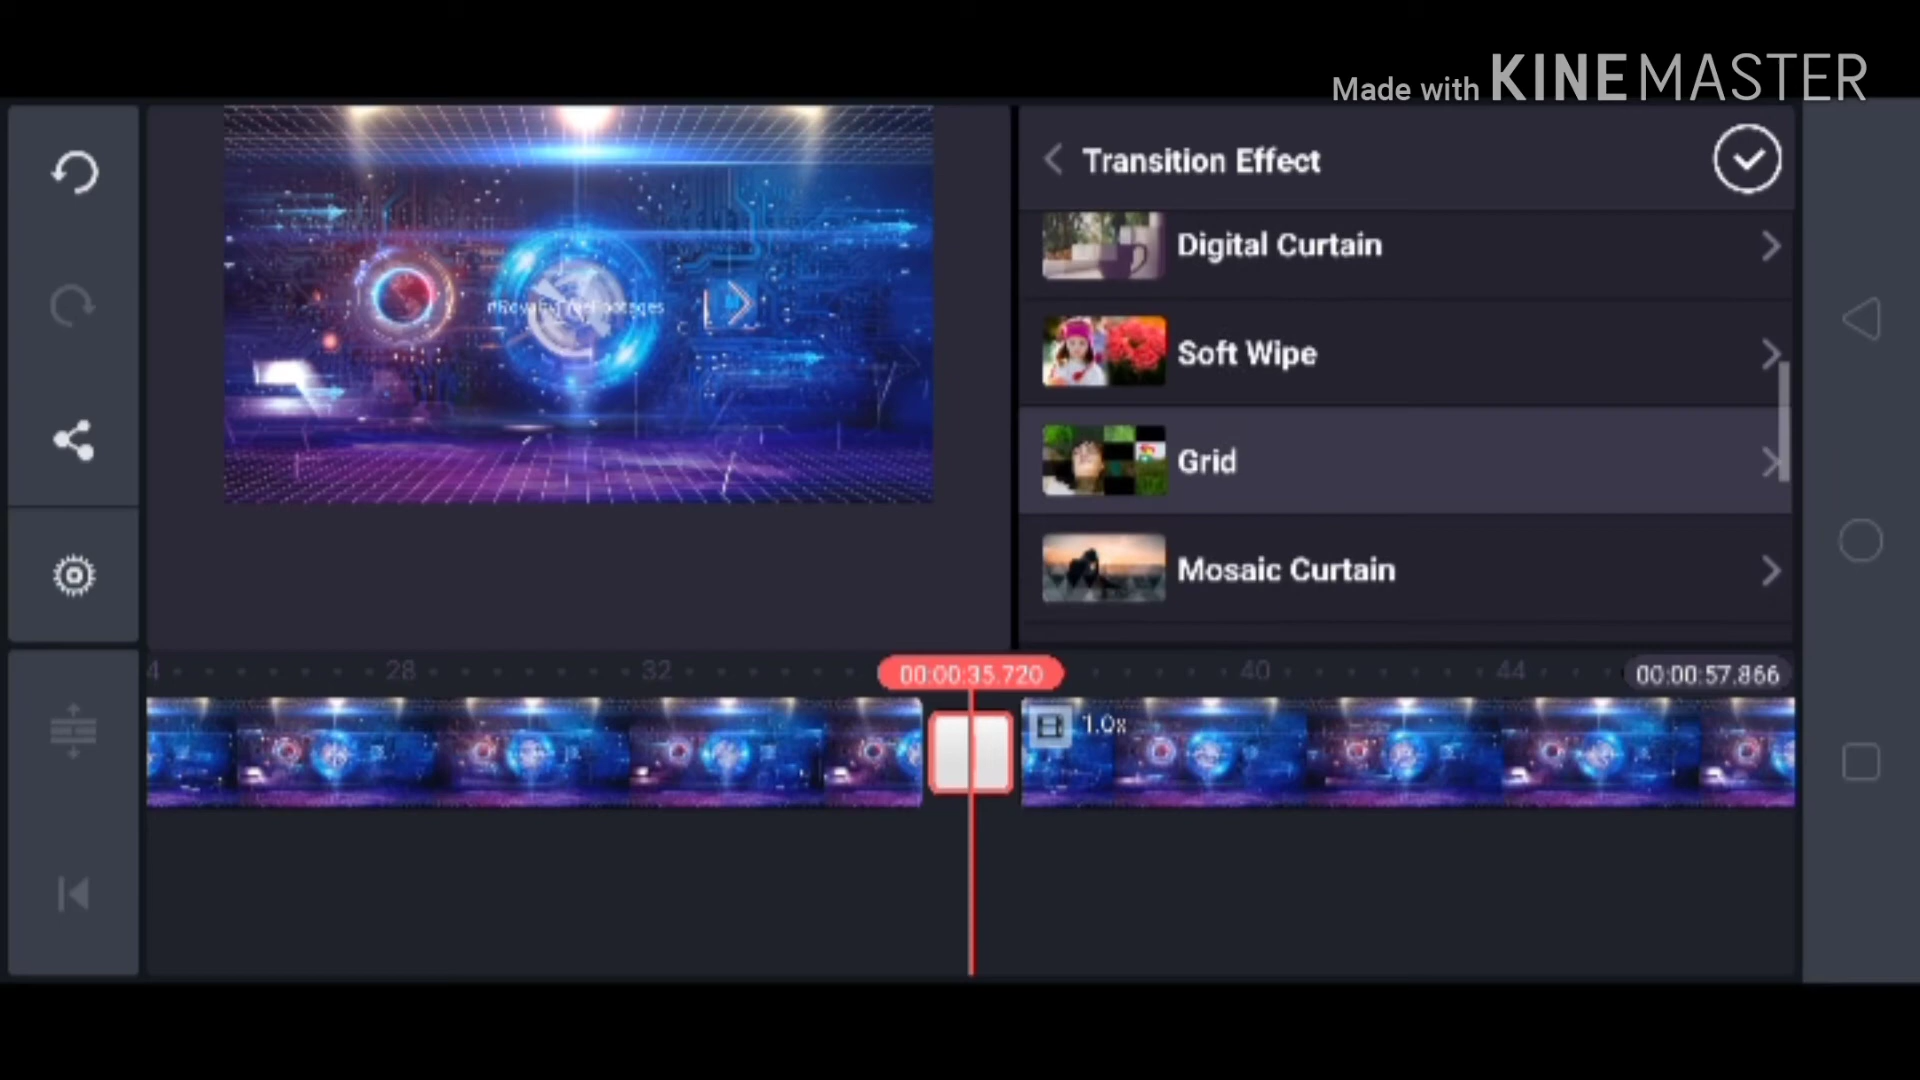 Made with KINEMASTER
Transition Effect
Digital Curtain
Soft Wipe
Grid
Mosaic Curtain
4
28
32
00:00:35.720
40
44
00:00:57.866
1.0x